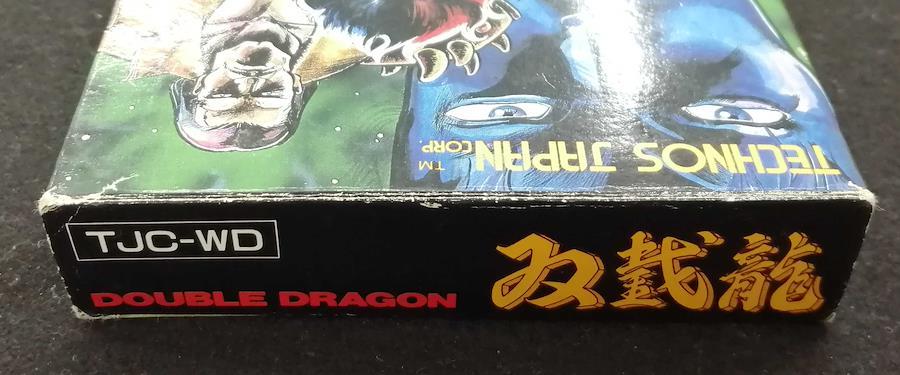 TECHNOS JAPAN CORP.™
TJC-WD
DOUBLE DRAGON
双截龍